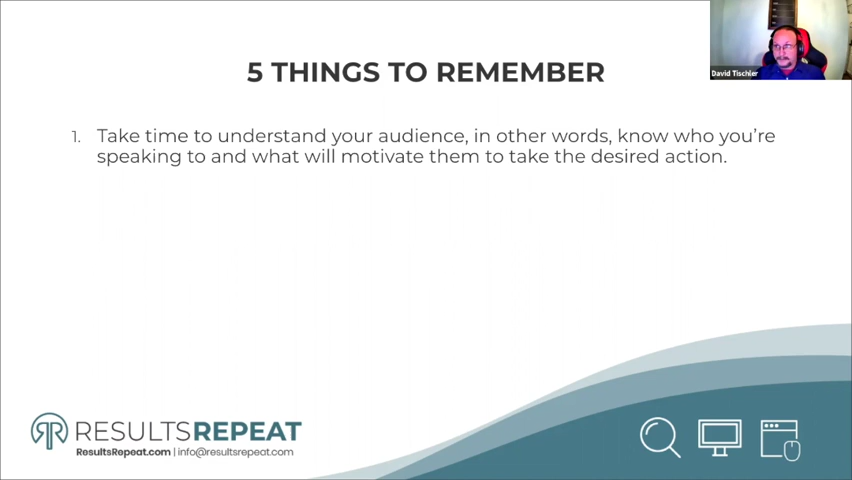 David Tischler
5 THINGS TO REMEMBER
1. Take time to understand your audience, in other words, know who you're
speaking to and what will motivate them to take the desired action.
RESULTSREPEAT
ResultsRepeat.com | info@resultsrepeat.com